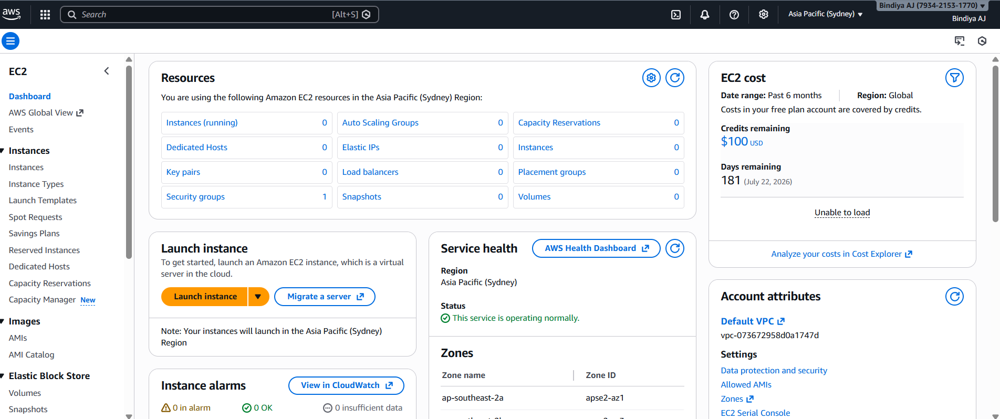 aws
Search [Alt+S]
Asia Pacific (Sydney)
Bindiya AJ (7934-2153-1770)
Bindiya AJ
EC2
Dashboard
AWS Global View
Events
Instances
Instances
Instance Types
Launch Templates
Spot Requests
Savings Plans
Reserved Instances
Dedicated Hosts
Capacity Reservations
Capacity Manager New
Images
AMIs
AMI Catalog
Elastic Block Store
Volumes
Snapshots
Resources
You are using the following Amazon EC2 resources in the Asia Pacific (Sydney) Region:
Instances (running) 0
Auto Scaling Groups 0
Capacity Reservations 0
Dedicated Hosts 0
Elastic IPs 0
Instances 0
Key pairs 0
Load balancers 0
Placement groups 0
Security groups 1
Snapshots 0
Volumes 0
Launch instance
To get started, launch an Amazon EC2 instance, which is a virtual
server in the cloud.
Launch instance
Migrate a server
Note: Your instances will launch in the Asia Pacific (Sydney)
Region
Instance alarms
View in CloudWatch
0 in alarm
0 OK
0 insufficient data
Service health
AWS Health Dashboard
Region
Asia Pacific (Sydney)
Status
This service is operating normally.
Zones
Zone name Zone ID
ap-southeast-2a apse2-az1
EC2 cost
Date range: Past 6 months
Region: Global
Costs in your free plan account are covered by credits.
Credits remaining
$100 USD
Days remaining
181 (July 22, 2026)
Unable to load
Analyze your costs in Cost Explorer
Account attributes
Default VPC
vpc-073672958d0a1747d
Settings
Data protection and security
Allowed AMIs
Zones
EC2 Serial Console